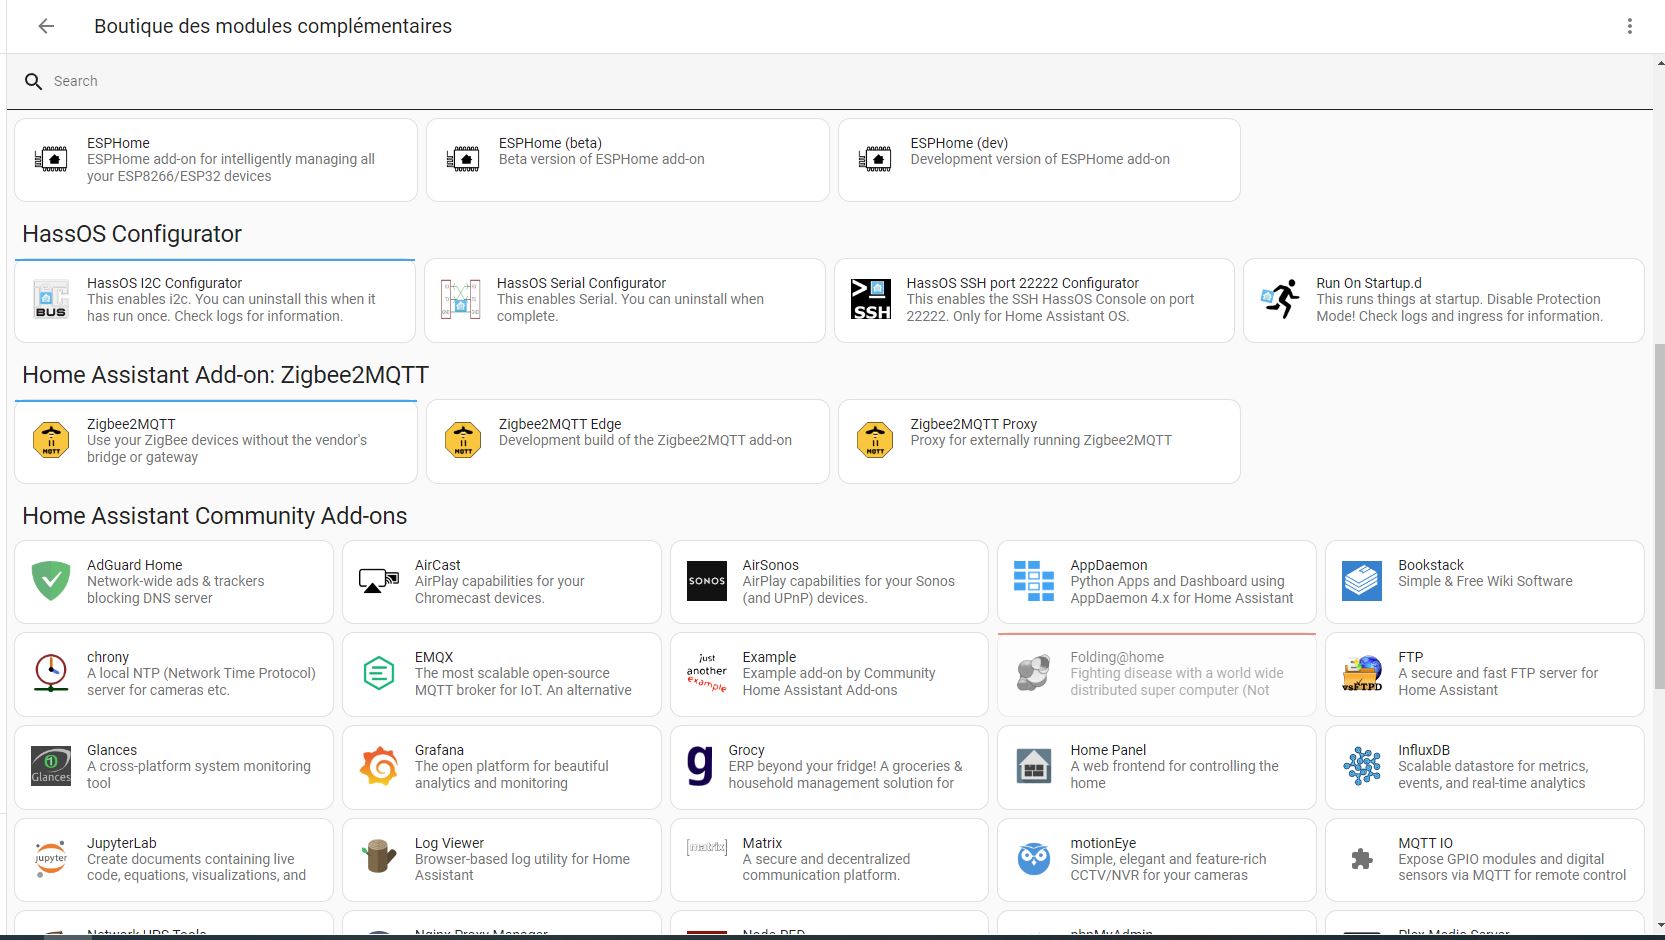 Boutique des modules complémentaires
Search
ESPHome
ESPHome add-on for intelligently managing all
your ESP8266/ESP32 devices
ESPHome (beta)
Beta version of ESPHome add-on
ESPHome (dev)
Development version of ESPHome add-on
HassOS Configurator
BUS
HassOS I2C Configurator
This enables i2c. You can uninstall this when it
has run once. Check logs for information.
HassOS Serial Configurator
This enables Serial. You can uninstall when
complete.
SSH
HassOS SSH port 22222 Configurator
This enables the SSH HassOS Console on port
22222. Only for Home Assistant OS.
Run On Startup.d
This runs things at startup. Disable Protection
Mode! Check logs and ingress for information.
Home Assistant Add-on: Zigbee2MQTT
MQTT
Zigbee2MQTT
Use your ZigBee devices without the vendor's
bridge or gateway
MQTT
Zigbee2MQTT Edge
Development build of the Zigbee2MQTT add-on
MQTT
Zigbee2MQTT Proxy
Proxy for externally running Zigbee2MQTT
Home Assistant Community Add-ons
AdGuard Home
Network-wide ads & trackers
blocking DNS server
AirCast
AirPlay capabilities for your
Chromecast devices.
SONOS
AirSonos
AirPlay capabilities for your Sonos
(and UPnP) devices.
AppDaemon
Python Apps and Dashboard using
AppDaemon 4.x for Home Assistant
Bookstack
Simple & Free Wiki Software
chrony
A local NTP (Network Time Protocol)
server for cameras etc.
EMQX
The most scalable open-source
MQTT broker for IoT. An alternative
just
another
example
Example
Example add-on by Community
Home Assistant Add-ons
Folding@home
Fighting disease with a world wide
distributed super computer (Not
vsFTPD
FTP
A secure and fast FTP server for
Home Assistant
Glances
Glances
A cross-platform system monitoring
tool
Grafana
The open platform for beautiful
analytics and monitoring
g
Grocy
ERP beyond your fridge! A groceries &
household management solution for
Home Panel
A web frontend for controlling the
home
InfluxDB
Scalable datastore for metrics,
events, and real-time analytics
jupyter
JupyterLab
Create documents containing live
code, equations, visualizations, and
Log Viewer
Browser-based log utility for Home
Assistant
[matrix]
Matrix
A secure and decentralized
communication platform.
motionEye
Simple, elegant and feature-rich
CCTV/NVR for your cameras
MQTT IO
Expose GPIO modules and digital
sensors via MQTT for remote control
Network UPS Tools
Nginx Proxy Manager
Node-RED
phpMyAdmin
Plex Media Server